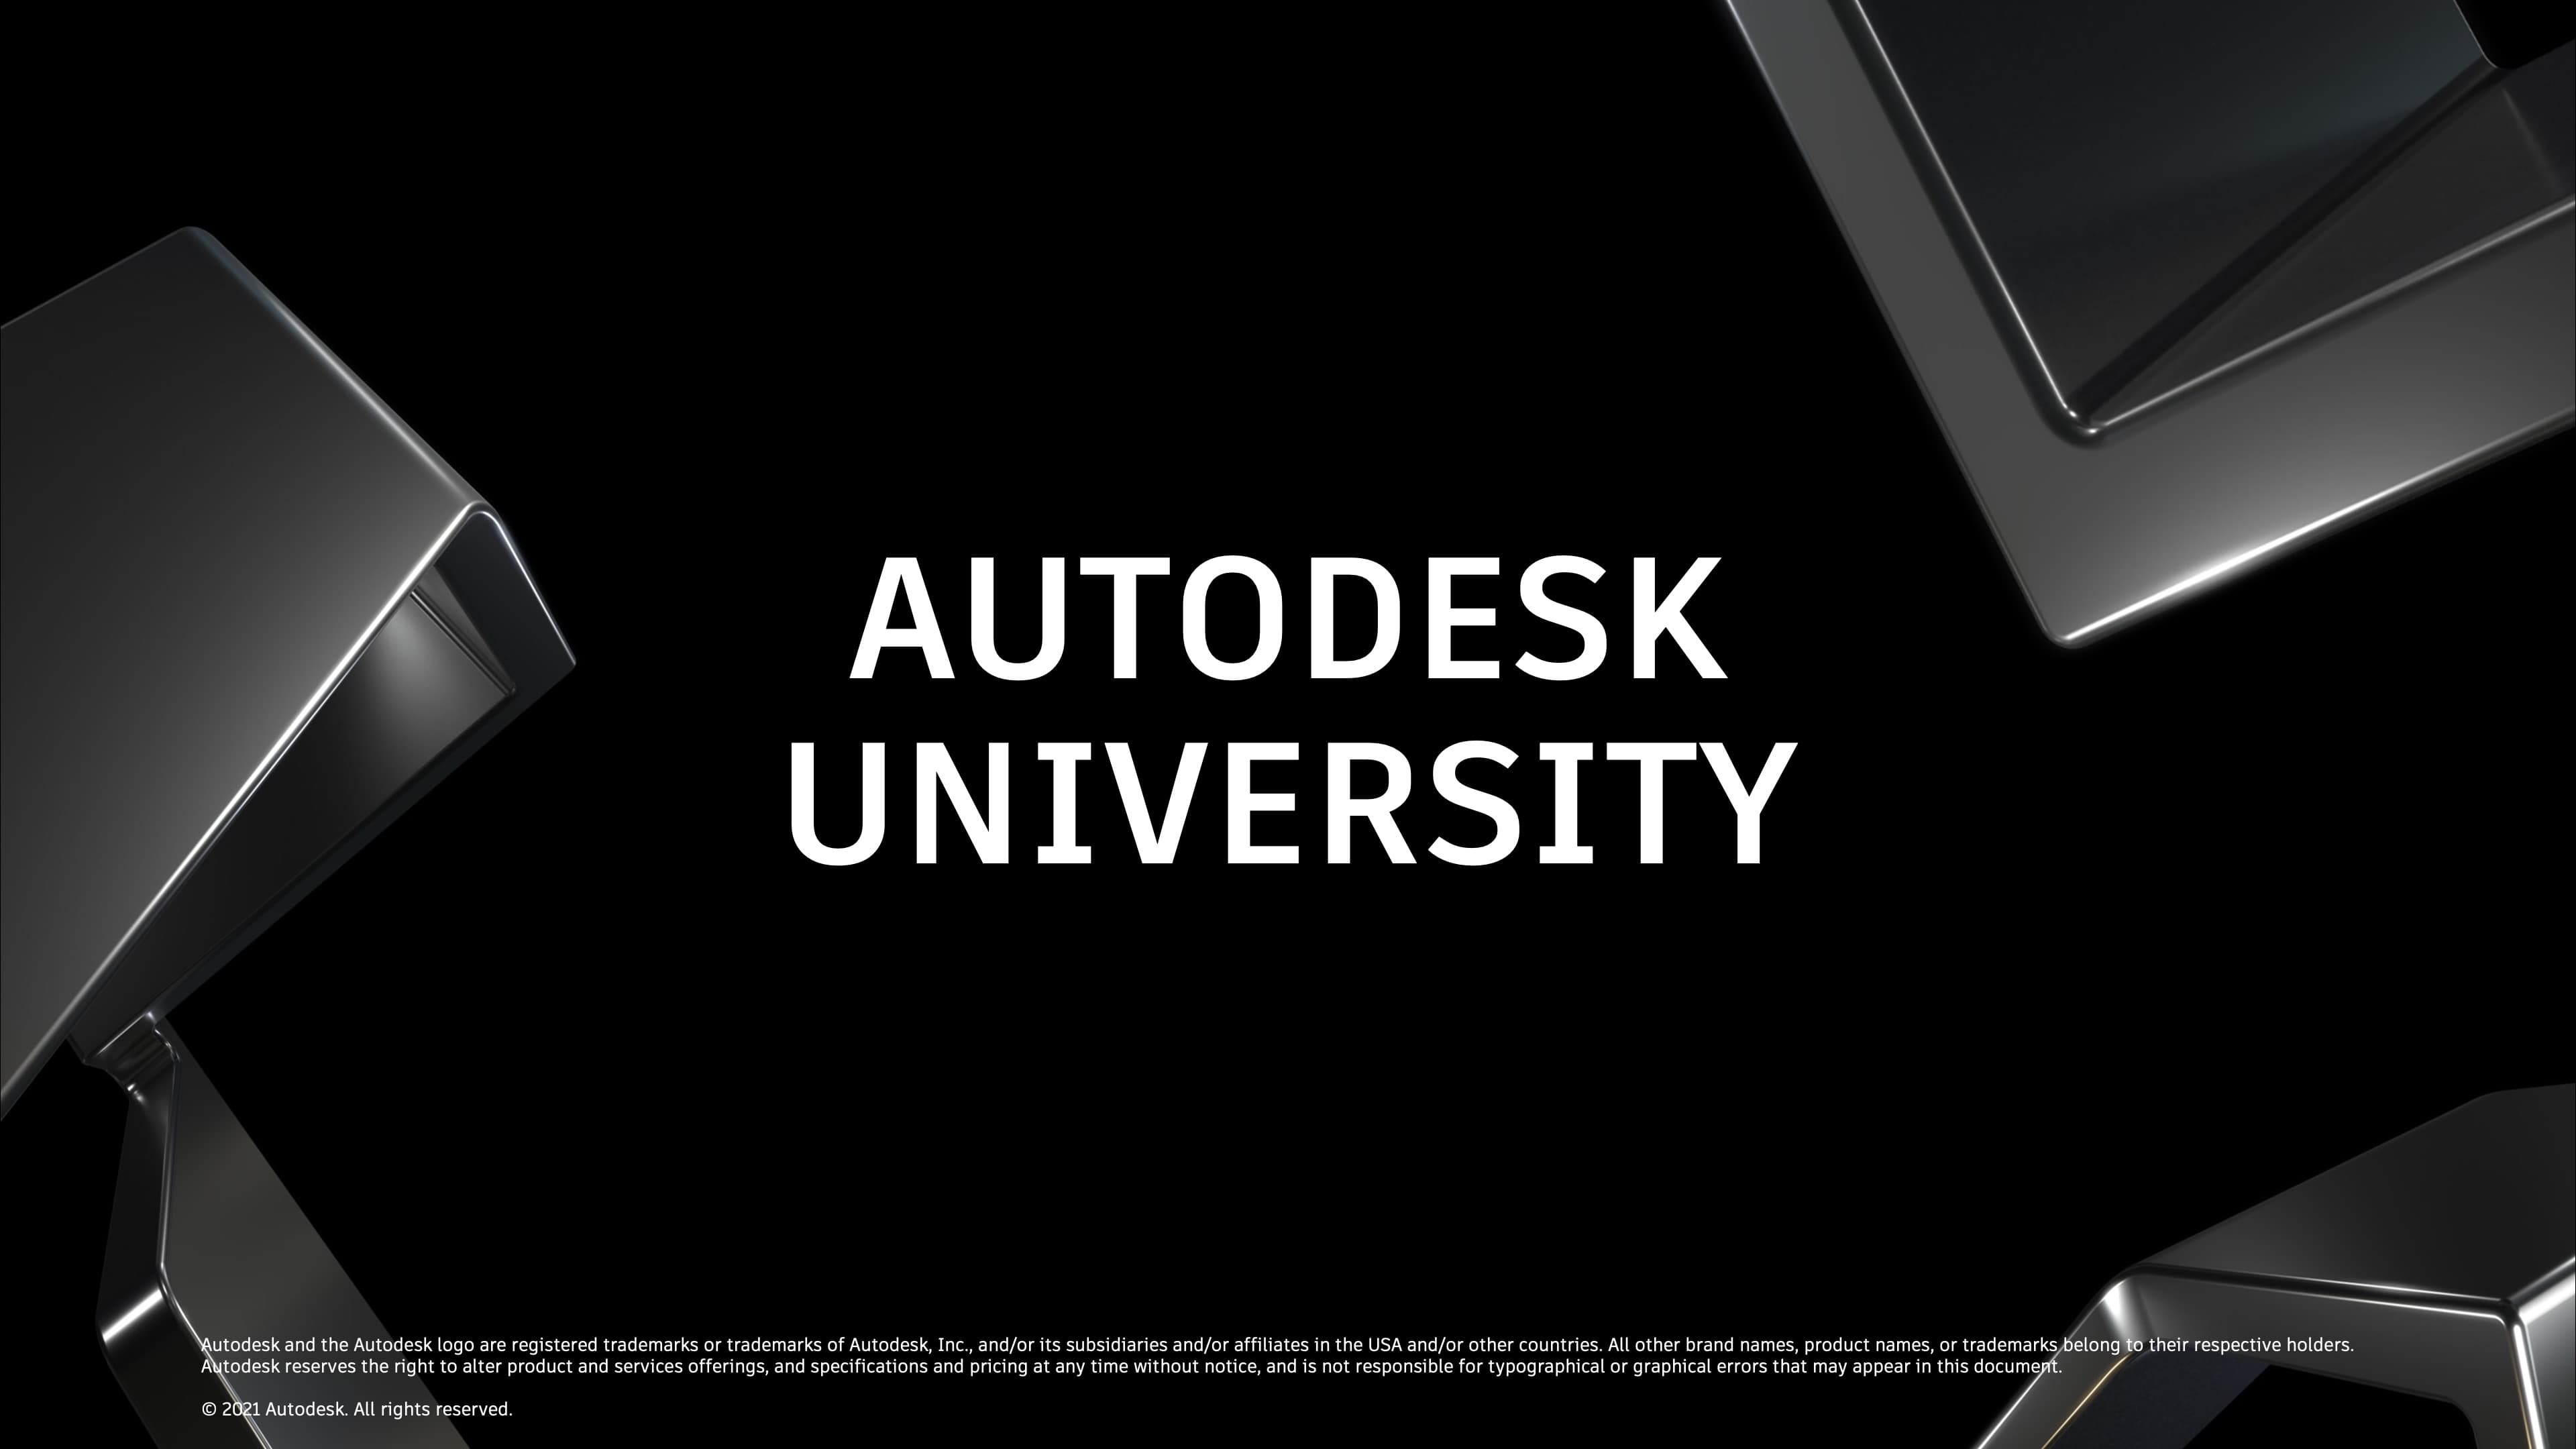 AUTODESK
UNIVERSITY
Autodesk and the Autodesk logo are registered trademarks or trademarks of Autodesk, Inc., and/or its subsidiaries and/or affiliates in the USA and/or other countries. All other brand names, product names, or trademarks belong to their respective holders.
Autodesk reserves the right to alter product and services offerings, and specifications and pricing at any time without notice, and is not responsible for typographical or graphical errors that may appear in this document.
© 2021 Autodesk. All rights reserved.